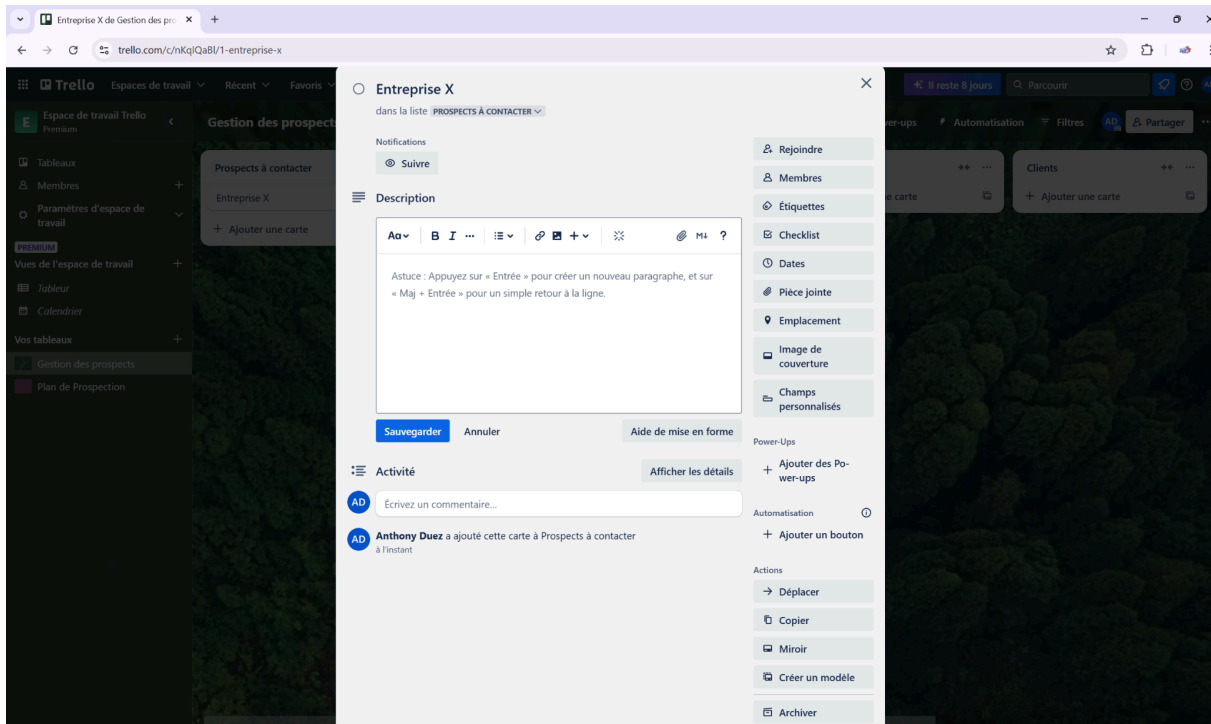 Entreprise X de Gestion des pro
trello.com/c/nKqIQaBl/1-entreprise-x
Trello
Espaces de travail
Récent
Favoris
Il reste 8 jours
Parcourir
E
Espace de travail Trello
Premium
Gestion des prospects
Automatisation
Filtres
AD
Partager
Tableaux
Membres
Paramètres d'espace de
travail
PREMIUM
Vues de l'espace de travail
Tableur
Calendrier
Vos tableaux
Gestion des prospects
Plan de Prospection
Prospects à contacter
Entreprise X
Ajouter une carte
Entreprise X
dans la liste PROSPECTS À CONTACTER
Notifications
Suivre
Description
Aa B I ... M↓ ?
Astuce : Appuyez sur « Entrée » pour créer un nouveau paragraphe, et sur
« Maj + Entrée » pour un simple retour à la ligne.
Sauvegarder
Annuler
Aide de mise en forme
Activité
Afficher les détails
AD
Écrivez un commentaire...
AD
Anthony Duez a ajouté cette carte à Prospects à contacter
à l'instant
Rejoindre
Membres
Étiquettes
Checklist
Dates
Pièce jointe
Emplacement
Image de
couverture
Champs
personnalisés
Power-Ups
Ajouter des Po-
wer-ups
Automatisation
Ajouter un bouton
Actions
Déplacer
Copier
Miroir
Créer un modèle
Archiver
er-ups
e carte
Clients
Ajouter une carte